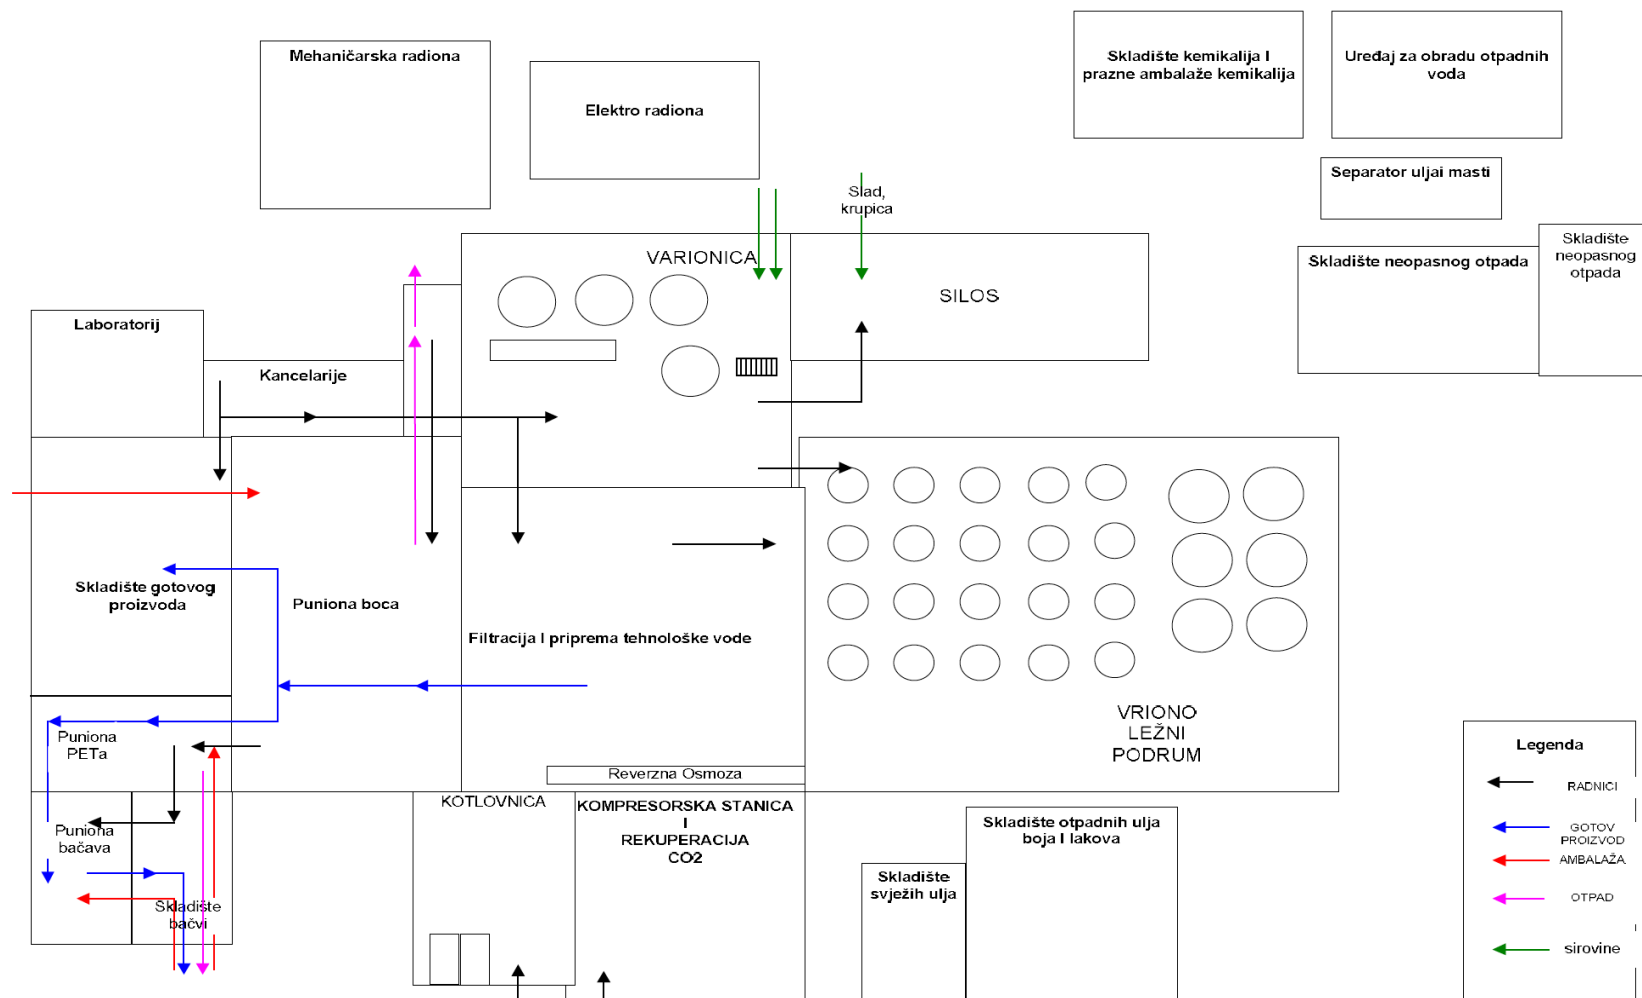 Mehaničarska radiona
Elektro radiona
Skladište kemikalija I
prazne ambalaže kemikalija
Uređaj za obradu otpadnih
voda
Separator uljai masti
Slad,
krupica
Skladište
neopasnog
otpada
Skladište neopasnog otpada
VARIONICA
SILOS
Laboratorij
Kancelarije
Skladište gotovog
proizvoda
Puniona boca
Filtracija I priprema tehnološke vode
VRIONO
LEŽNI
PODRUM
Puniona
PETa
Reverzna Osmoza
KOTLOVNICA
KOMPRESORSKA STANICA
I
REKUPERACIJA
CO2
Puniona
bačava
Skladište
bačvi
Skladište otpadnih ulja
boja I lakova
Skladište
svježih ulja
Legenda
RADNICI
GOTOV
PROIZVOD
AMBALAŽA
OTPAD
sirovine